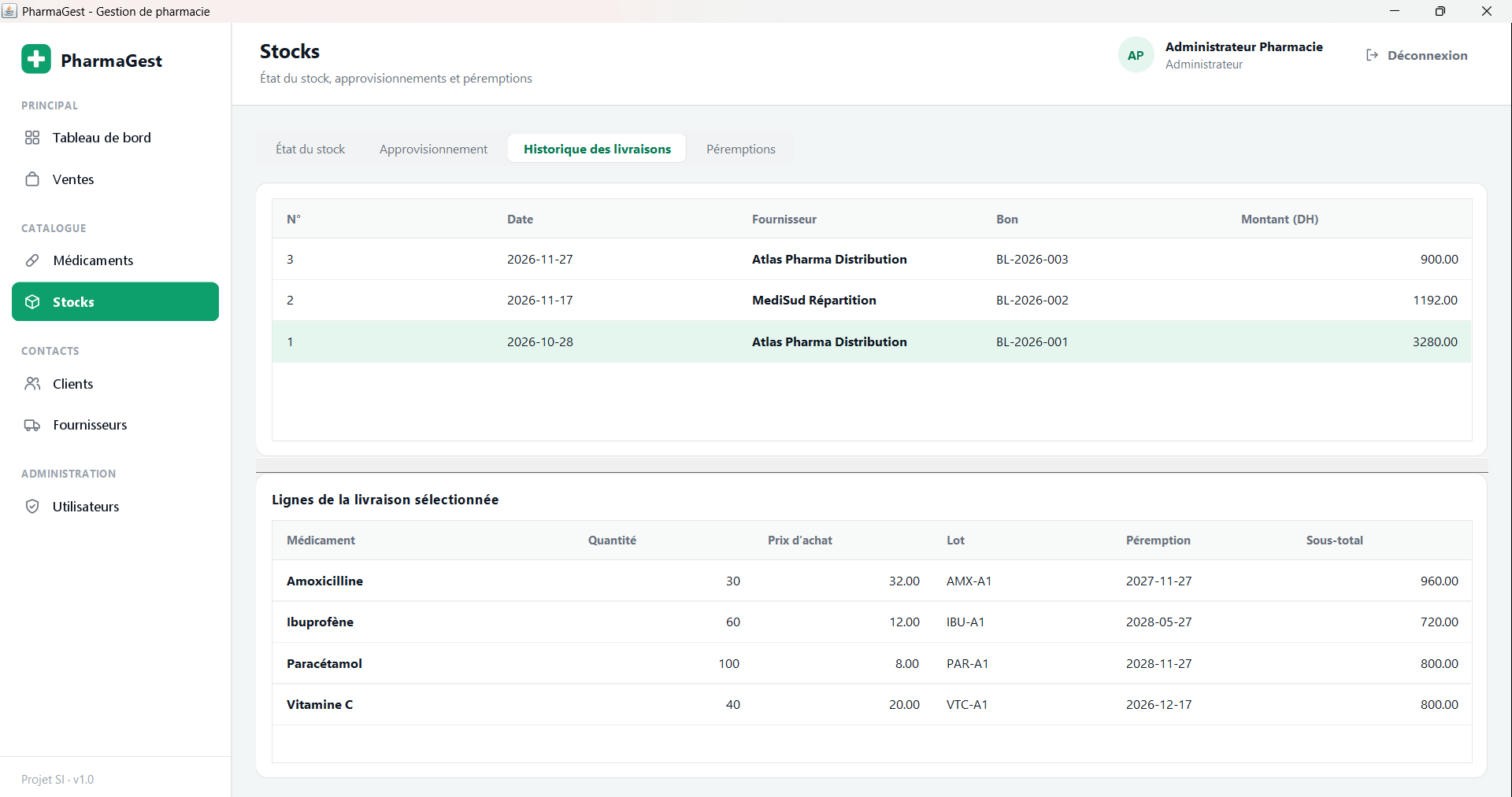 PharmaGest - Gestion de pharmacie
PharmaGest
PRINCIPAL
Tableau de bord
Ventes
CATALOGUE
Médicaments
Stocks
CONTACTS
Clients
Fournisseurs
ADMINISTRATION
Utilisateurs
Projet SI - v1.0
Stocks
État du stock, approvisionnements et péremptions
AP
Administrateur Pharmacie
Administrateur
Déconnexion
État du stock Approvisionnement Historique des livraisons Péremptions
N° Date Fournisseur Bon Montant (DH)
3 2026-11-27 Atlas Pharma Distribution BL-2026-003 900.00
2 2026-11-17 MediSud Répartition BL-2026-002 1192.00
1 2026-10-28 Atlas Pharma Distribution BL-2026-001 3280.00
Lignes de la livraison sélectionnée
Médicament Quantité Prix d'achat Lot Péremption Sous-total
Amoxicilline 30 32.00 AMX-A1 2027-11-27 960.00
Ibuprofène 60 12.00 IBU-A1 2028-05-27 720.00
Paracétamol 100 8.00 PAR-A1 2028-11-27 800.00
Vitamine C 40 20.00 VTC-A1 2026-12-17 800.00